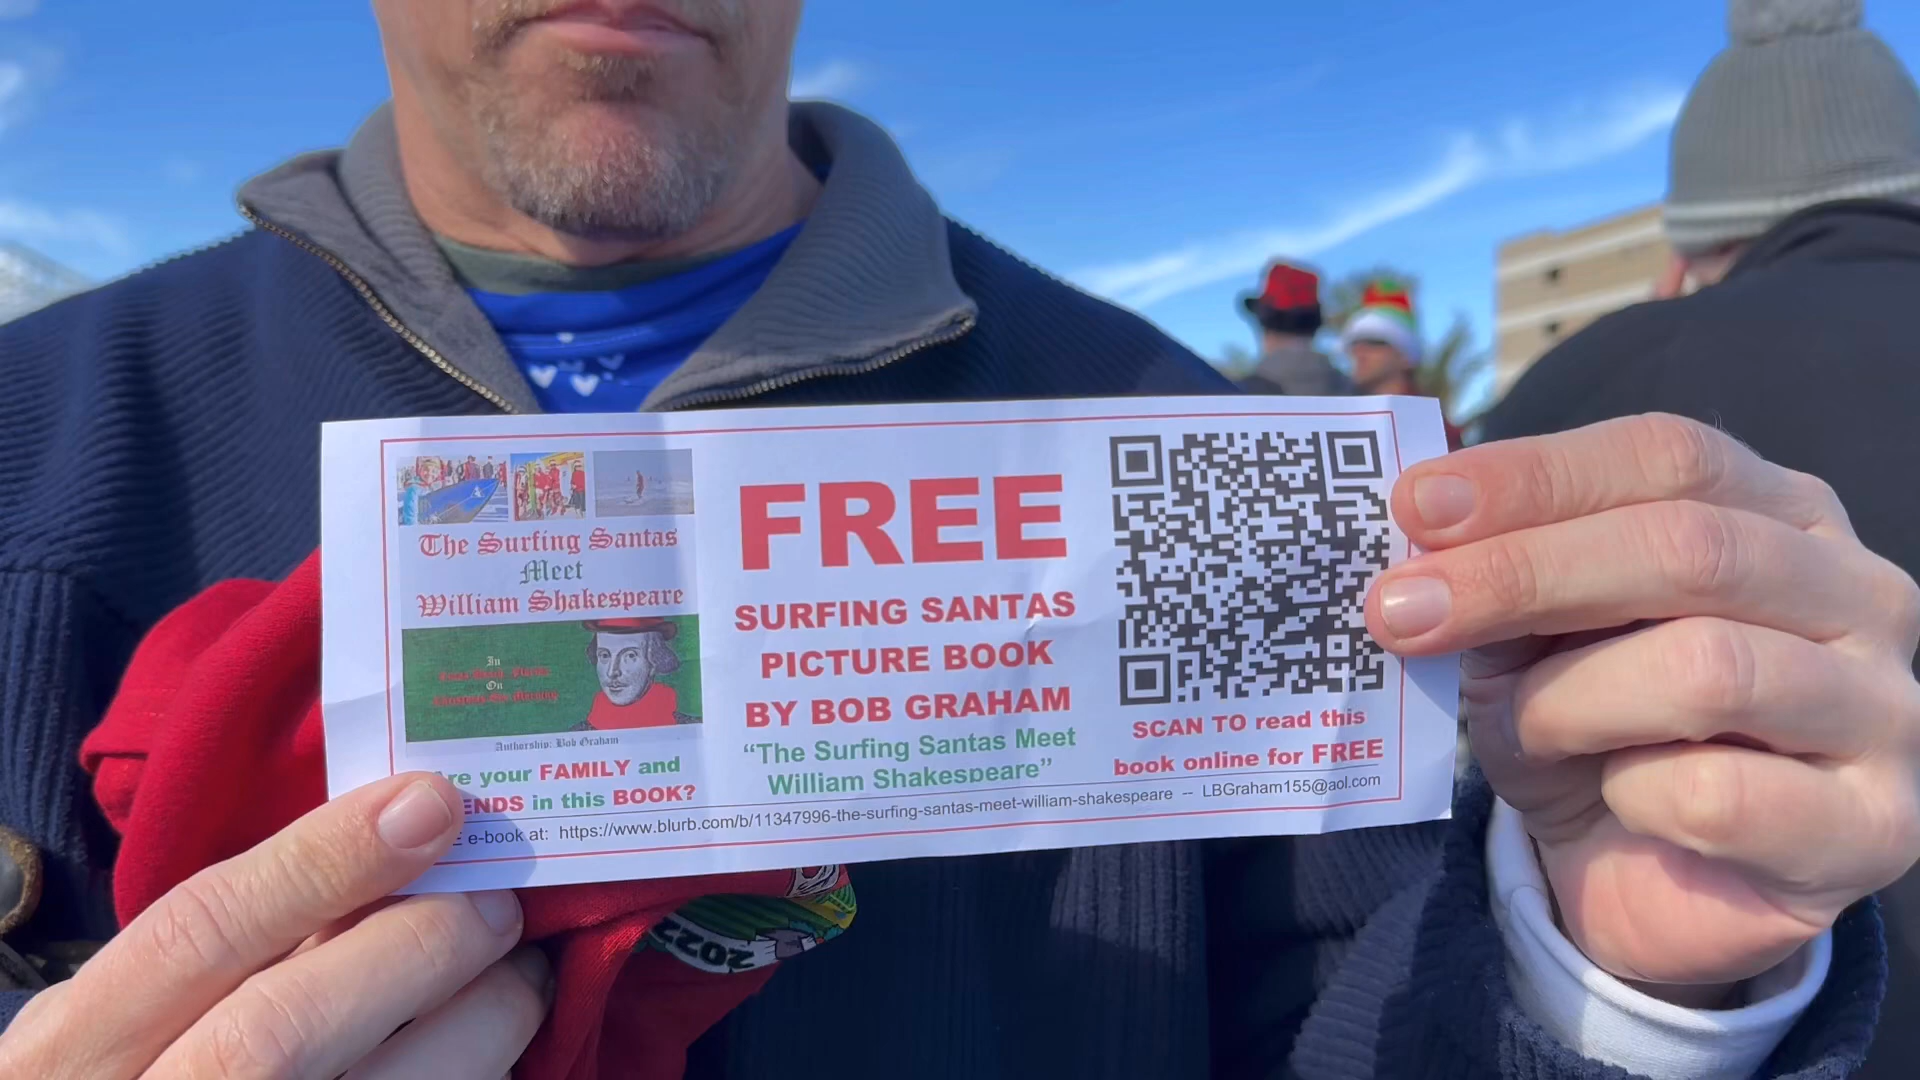 The Surfing Santas
Meet
William Shakespeare
In
On
Authorship: Bob Graham
re your FAMILY and
ENDS in this BOOK?
FREE
SURFING SANTAS
PICTURE BOOK
BY BOB GRAHAM
“The Surfing Santas Meet
William Shakespeare”
SCAN TO read this
book online for FREE
E e-book at: https://www.blurb.com/b/11347996-the-surfing-santas-meet-william-shakespeare -- LBGraham155@aol.com
2022